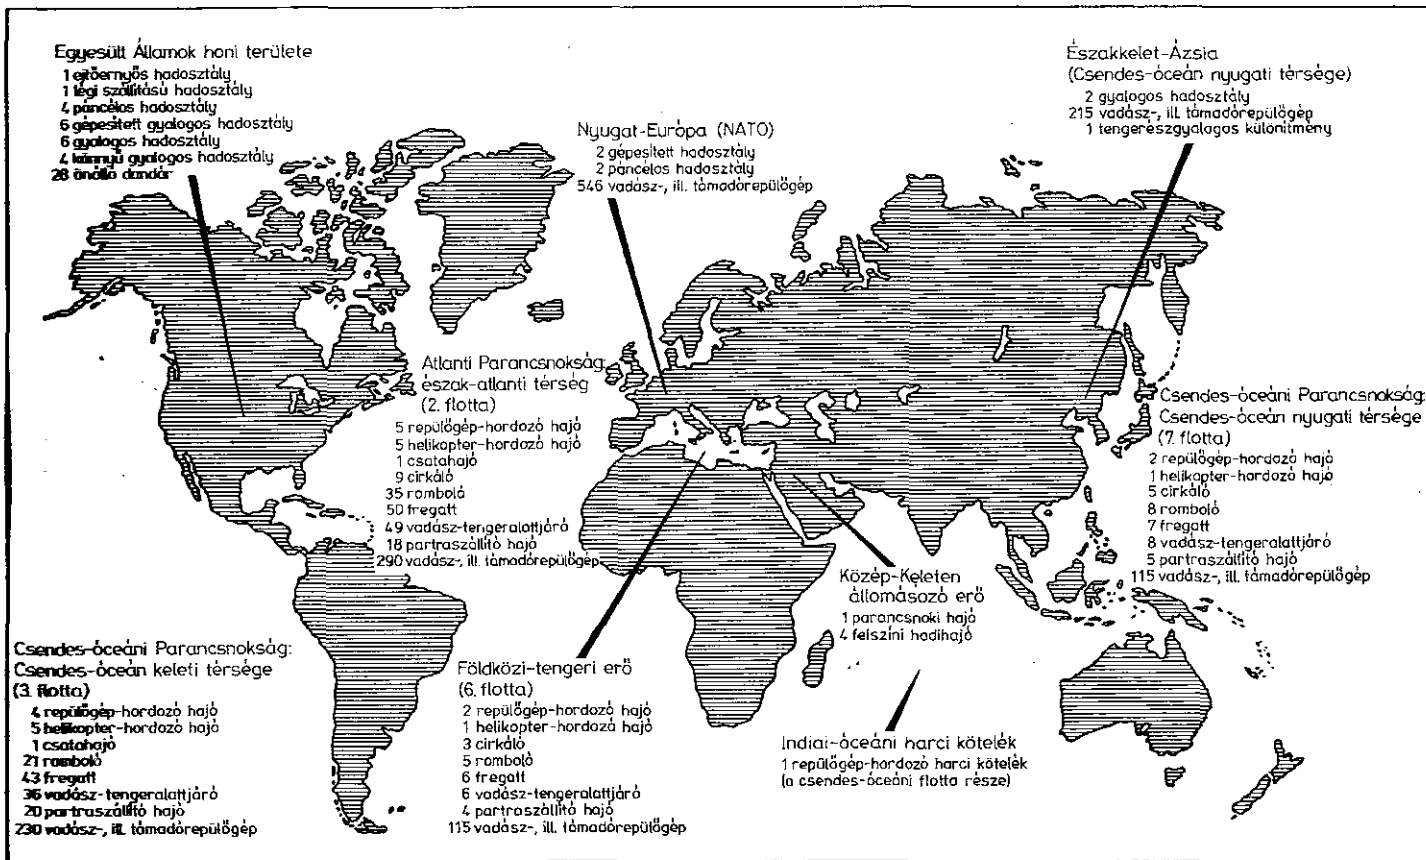 Egyesült Államok honi területe
1 ejtőernyős hadosztály
1 légi szállítású hadosztály
4 páncélos hadosztály
6 gépesített gyalogos hadosztály
6 gyalogos hadosztály
4 könnyű gyalogos hadosztály
28 önálló dandár
Nyugat-Európa (NATO)
2 gépesített hadosztály
2 páncélos hadosztály
546 vadász-, ill. támadórepülőgép
Északkelet-Ázsia
(Csendes-óceán nyugati térsége)
2 gyalogos hadosztály
215 vadász-, ill. támadórepülőgép
1 tengerészgyalogos különítmény
Atlanti Parancsnokság:
észak-atlanti térség
(2. flotta)
5 repülőgép-hordozó hajó
5 helikopter-hordozó hajó
1 csatahajó
9 cirkáló
35 romboló
50 fregatt
49 vadász-tengeralattjáró
18 partraszállító hajó
290 vadász-, ill. támadórepülőgép
Csendes-óceáni Parancsnokság:
Csendes-óceán nyugati térsége
(7. flotta)
2 repülőgép-hordozó hajó
1 helikopter-hordozó hajó
5 cirkáló
8 romboló
7 fregatt
8 vadász-tengeralattjáró
5 partraszállító hajó
115 vadász-, ill. támadórepülőgép
Közép-Keleten
állomásozó erő
1 parancsnoki hajó
4 felszíni hadihajó
Csendes-óceáni Parancsnokság:
Csendes-óceán keleti térsége
(3. flotta)
4 repülőgép-hordozó hajó
5 helikopter-hordozó hajó
1 csatahajó
21 romboló
43 fregatt
36 vadász-tengeralattjáró
20 partraszállító hajó
230 vadász-, ill. támadórepülőgép
Földközi-tengeri erő
(6. flotta)
2 repülőgép-hordozó hajó
1 helikopter-hordozó hajó
3 cirkáló
5 romboló
6 fregatt
6 vadász-tengeralattjáró
4 partraszállító hajó
115 vadász-, ill. támadórepülőgép
Indiai-óceáni harci kötelék
1 repülőgép-hordozó harci kötelék
(a csendes-óceáni flotta része)